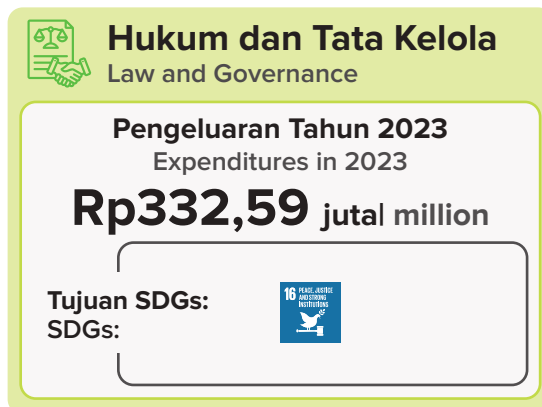 Hukum dan Tata Kelola
Law and Governance
Pengeluaran Tahun 2023
Expenditures in 2023
Rp332,59 juta| million
Tujuan SDGs:
SDGs:
16 PEACE, JUSTICE
AND STRONG
INSTITUTIONS